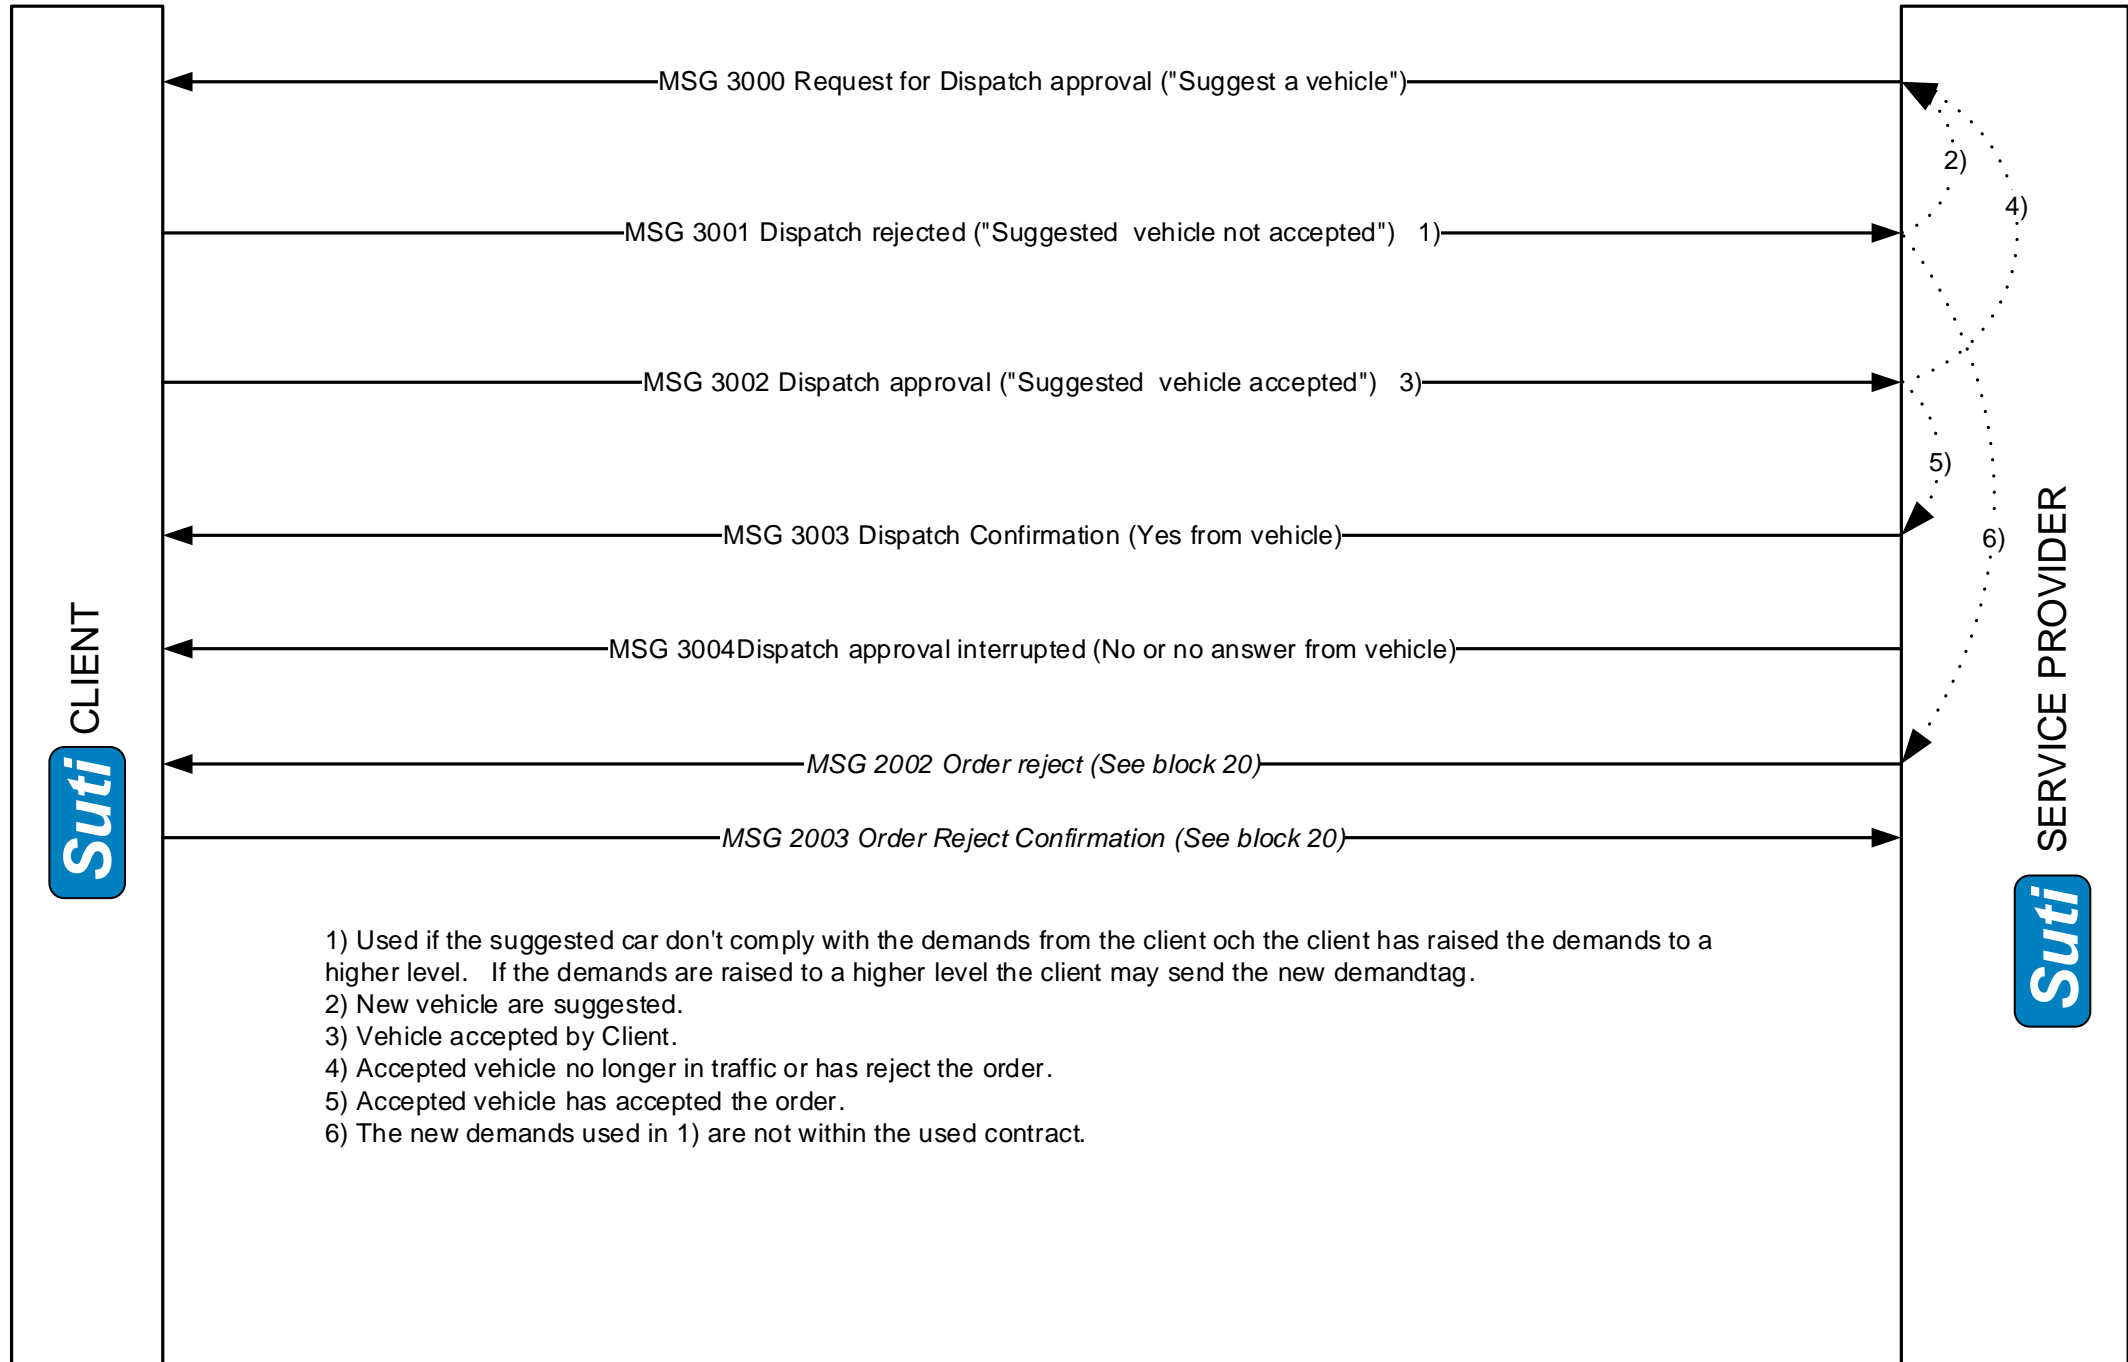 MSG 3000 Request for Dispatch approval ("Suggest a vehicle")
2)
4)
MSG 3001 Dispatch rejected ("Suggested vehicle not accepted") 1)
MSG 3002 Dispatch approval ("Suggested vehicle accepted") 3)
5)
MSG 3003 Dispatch Confirmation (Yes from vehicle)
6)
MSG 3004Dispatch approval interrupted (No or no answer from vehicle)
MSG 2002 Order reject (See block 20)
MSG 2003 Order Reject Confirmation (See block 20)
Suti CLIENT
Suti SERVICE PROVIDER
1) Used if the suggested car don't comply with the demands from the client och the client has raised the demands to a
higher level. If the demands are raised to a higher level the client may send the new demandtag.
2) New vehicle are suggested.
3) Vehicle accepted by Client.
4) Accepted vehicle no longer in traffic or has reject the order.
5) Accepted vehicle has accepted the order.
6) The new demands used in 1) are not within the used contract.